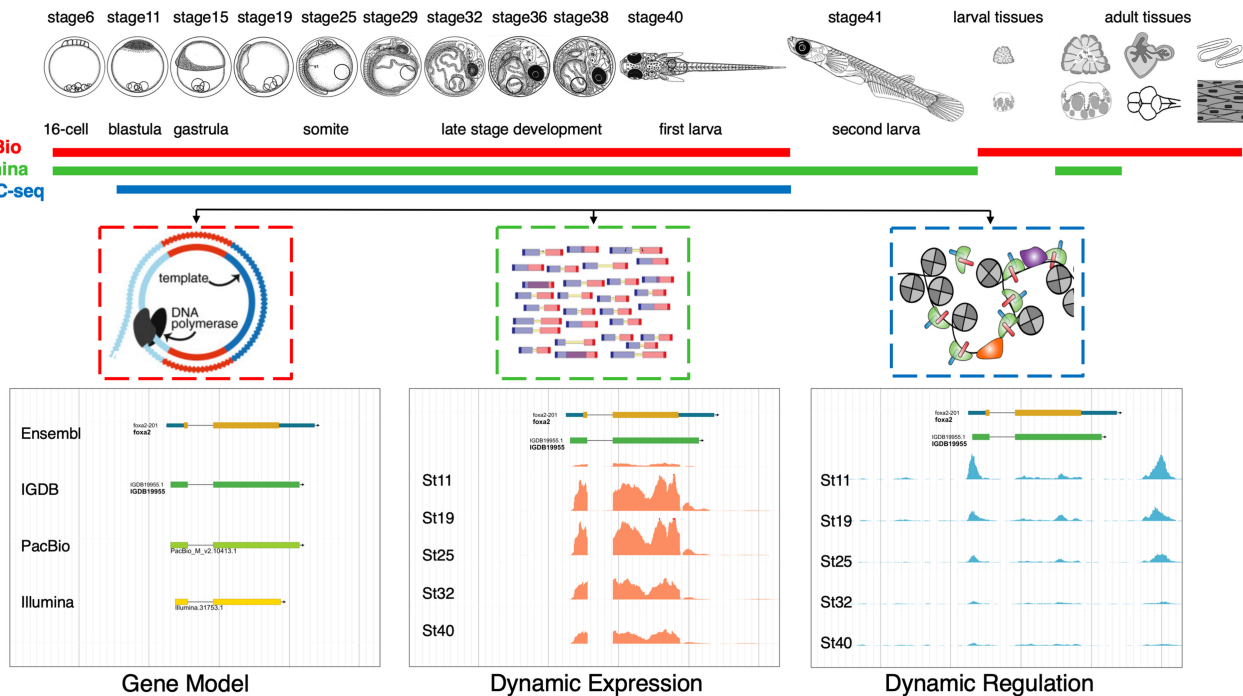 stage6 stage11 stage15 stage19 stage25 stage29 stage32 stage36 stage38 stage40 stage41 larval tissues adult tissues
16-cell blastula gastrula somite late stage development first larva second larva
Bio
ina
C-seq
template
DNA
polymerase
Ensembl
foxa2-201
foxa2
IGDB
IGDB19955.1
IGDB19955
PacBio
PacBio_M_v2.10413.1
Illumina
Illumina.31753.1
Gene Model
foxa2-201
foxa2
IGDB19955.1
IGDB19955
St11
St19
St25
St32
St40
Dynamic Expression
foxa2-201
foxa2
IGDB19955.1
IGDB19955
St11
St19
St25
St32
St40
Dynamic Regulation